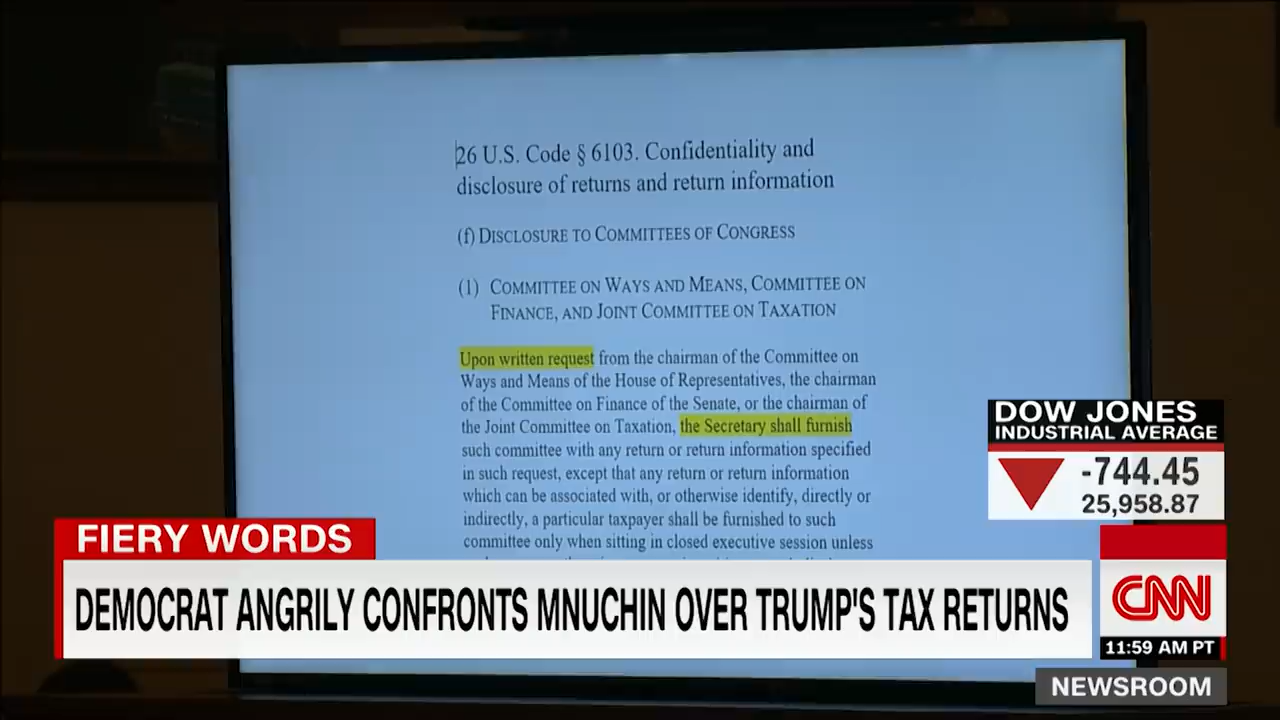 26 U.S. Code § 6103. Confidentiality and
disclosure of returns and return information
(f) DISCLOSURE TO COMMITTEES OF CONGRESS
(1) COMMITTEE ON WAYS AND MEANS, COMMITTEE ON
FINANCE, AND JOINT COMMITTEE ON TAXATION
Upon written request from the chairman of the Committee on
Ways and Means of the House of Representatives, the chairman
of the Committee on Finance of the Senate, or the chairman of
the Joint Committee on Taxation, the Secretary shall furnish
such committee with any return or return information specified
in such request, except that any return or return information
which can be associated with, or otherwise identify, directly or
indirectly, a particular taxpayer shall be furnished to such
committee only when sitting in closed executive session unless
DOW JONES
INDUSTRIAL AVERAGE
-744.45
25,958.87
FIERY WORDS
DEMOCRAT ANGRILY CONFRONTS MNUCHIN OVER TRUMP'S TAX RETURNS
CNN
11:59 AM PT
NEWSROOM